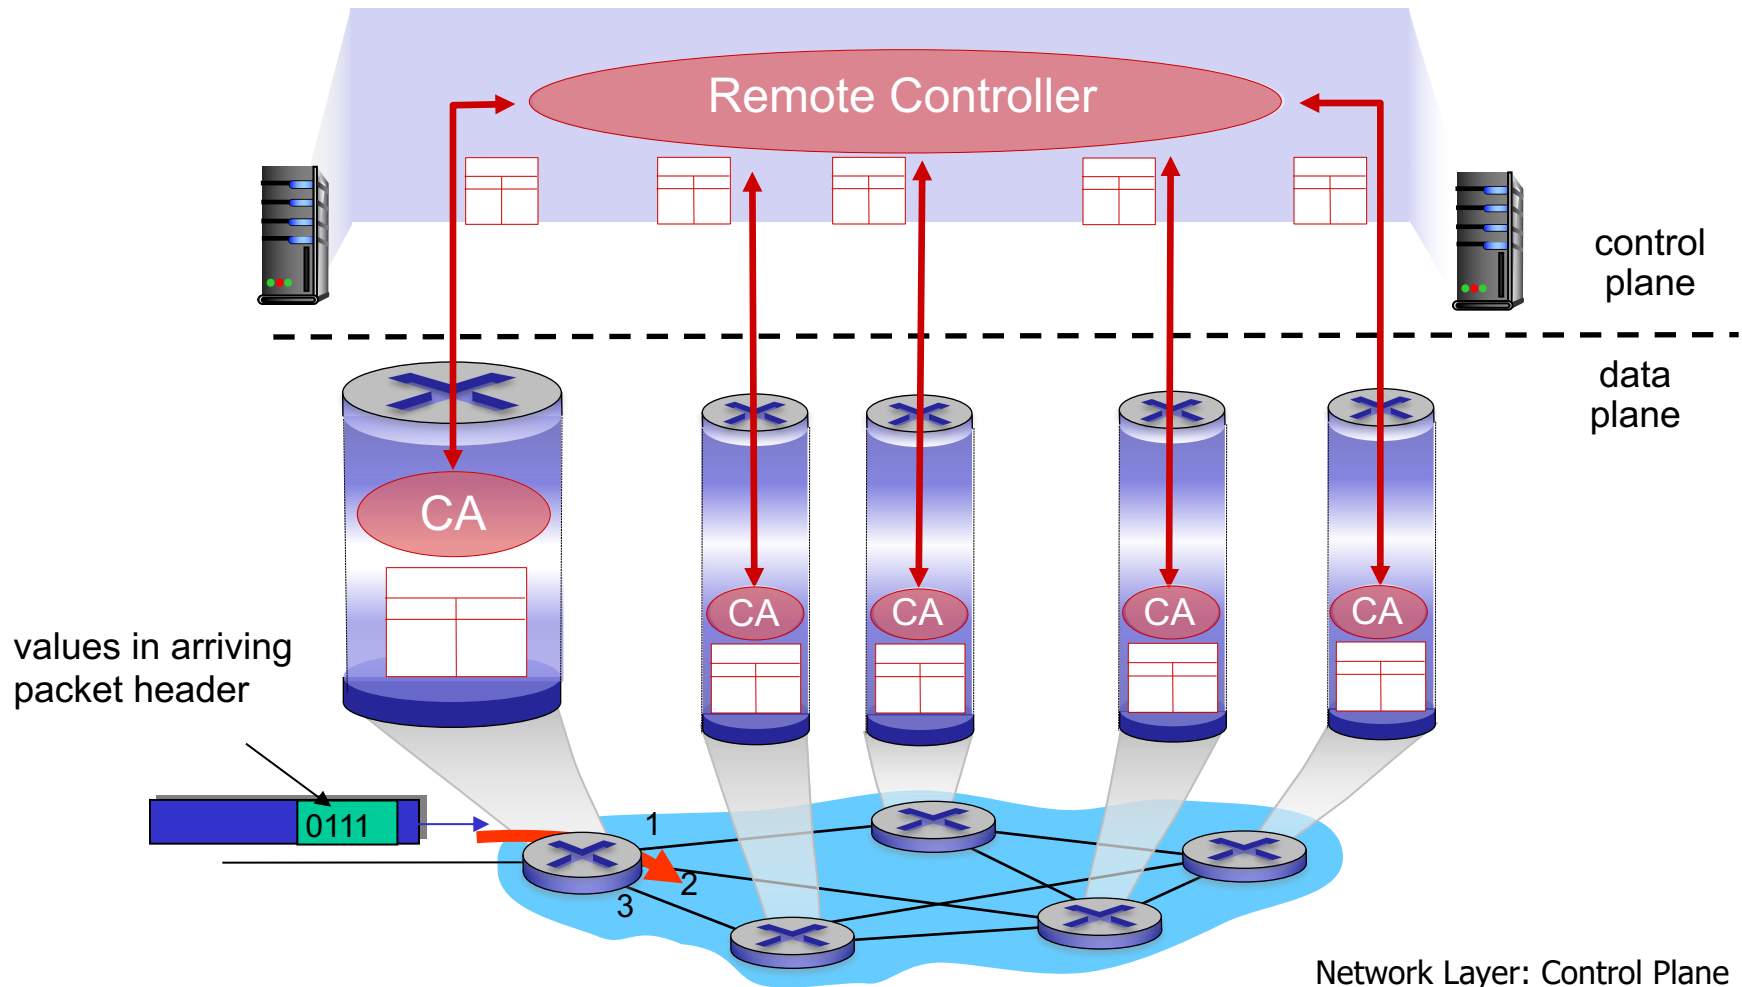 Remote Controller
control
plane
data
plane
CA
CA
CA
CA
CA
values in arriving
packet header
0111
1
2
3
Network Layer: Control Plane